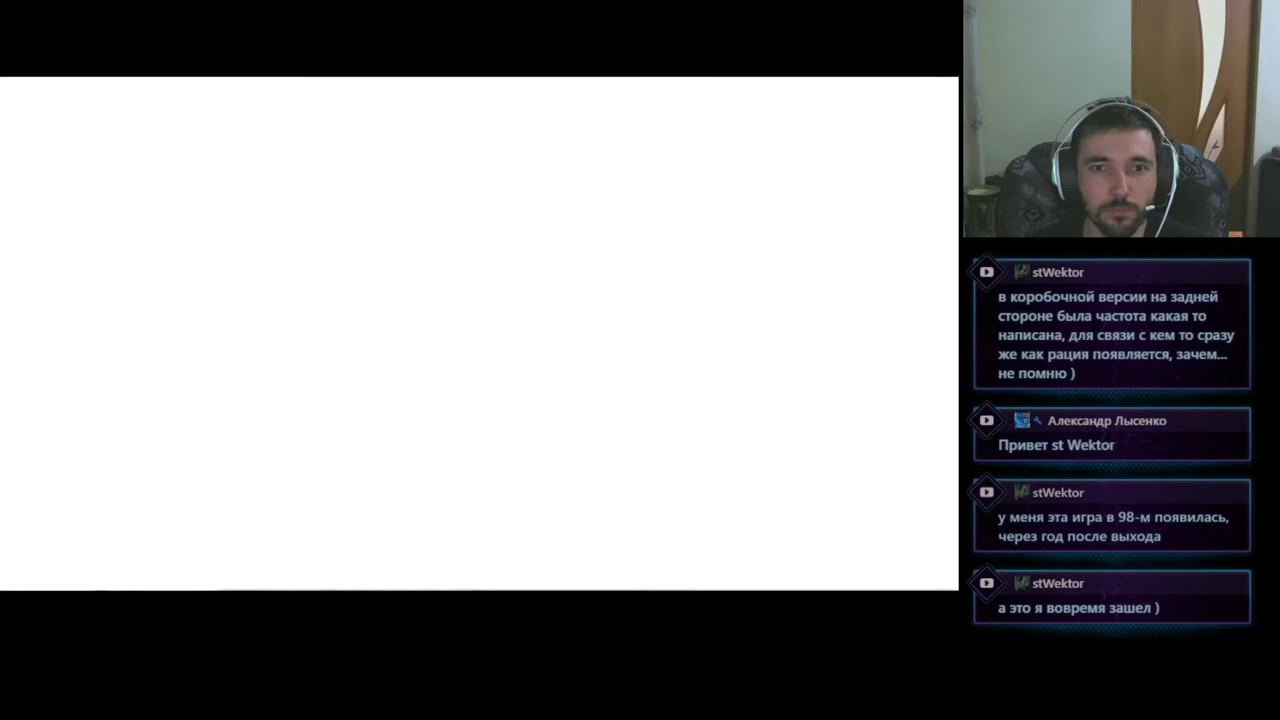 stWektor
в коробочной версии на задней
стороне была частота какая то
написана, для связи с кем то сразу
же как рация появляется, зачем...
не помню )
Александр Лысенко
Привет st Wektor
stWektor
у меня эта игра в 98-м появилась,
через год после выхода
stWektor
а это я вовремя зашел )